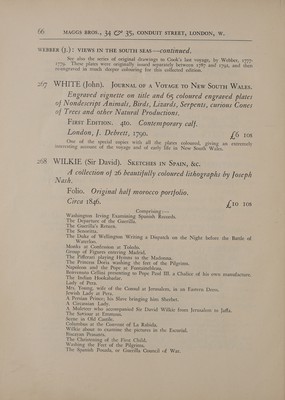 66 MAGGS BROS., 34 & 35, CONDUIT STREET, LONDON, W.
WEBBER (J.): VIEWS IN THE SOUTH SEAS—continued.
See also the series of original drawings to Cook's last voyage, by Webber, 1777-
1779. These plates were originally issued separately between 1787 and 1792, and then
re-engraved in much deeper colouring for this collected edition.
267 WHITE (John). JOURNAL OF A VOYAGE TO NEW SOUTH WALES.
Engraved vignette on title and 65 coloured engraved plates
of Nondescript Animals, Birds, Lizards, Serpents, curious Cones
of Trees and other Natural Productions.
FIRST EDITION. 4to. Contemporary calf.
London, J. Debrett, 1790. £6 10s
One of the special copies with all the plates coloured, giving an extremely
interesting account of the voyage and of early life in New South Wales.
268 WILKIE (Sir David). SKETCHES IN SPAIN, &c.
A collection of 26 beautifully coloured lithographs by Joseph
Nash.
Folio. Original half morocco portfolio.
Circa 1846. £10 10s
Comprising:—
Washington Irving Examining Spanish Records.
The Departure of the Guerilla.
The Guerilla's Return.
The Senorita.
The Duke of Wellington Writing a Dispatch on the Night before the Battle of
Waterloo.
Monks at Confession at Toledo.
Group of Figures entering Madrid.
The Pifferari playing Hymns to the Madonna.
The Princess Doria washing the feet of the Pilgrims.
Napoleon and the Pope at Fontainebleau.
Benvenuto Cellini presenting to Pope Paul III. a Chalice of his own manufacture.
The Indian Hookabadar.
Lady of Pera.
Mrs. Young, wife of the Consul at Jerusalem, in an Eastern Dress.
Jewish Lady at Pera.
A Persian Prince; his Slave bringing him Sherbet.
A Circassian Lady.
A Muleteer who accompanied Sir David Wilkie from Jerusalem to Jaffa.
The Serivan at Erzeroum.
Scene in Old Castile.
Columbus at the Convent of La Rabida.
Wilkie about to examine the pictures in the Escurial.
Bavarian Peasants.
The Christening of the First Child.
Washing the Feet of the Pilgrims.
The Spanish Posada, or Guerilla Council of War.